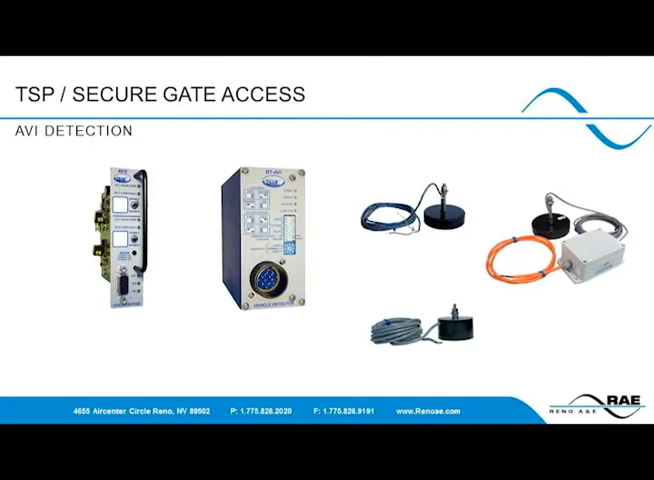 TSP / SECURE GATE ACCESS
AVI DETECTION
BT-AVI
VEHICLE DETECTOR
4655 Aircenter Circle Reno, NV 89502 P: 1.775.826.2020 F: 1.775.826.9191 www.Renoae.com
RAE
RENO A&E